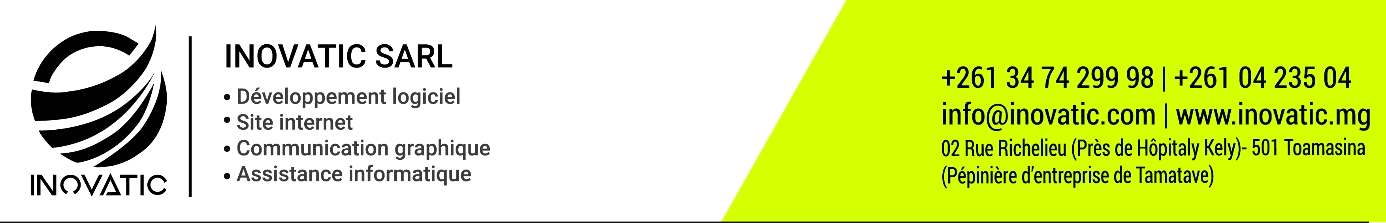 INOVATIC
INOVATIC SARL
• Développement logiciel
• Site internet
• Communication graphique
• Assistance informatique
+261 34 74 299 98 | +261 04 235 04
info@inovatic.com | www.inovatic.mg
02 Rue Richelieu (Près de Hôpitaly Kely)- 501 Toamasina
(Pépinière d'entreprise de Tamatave)